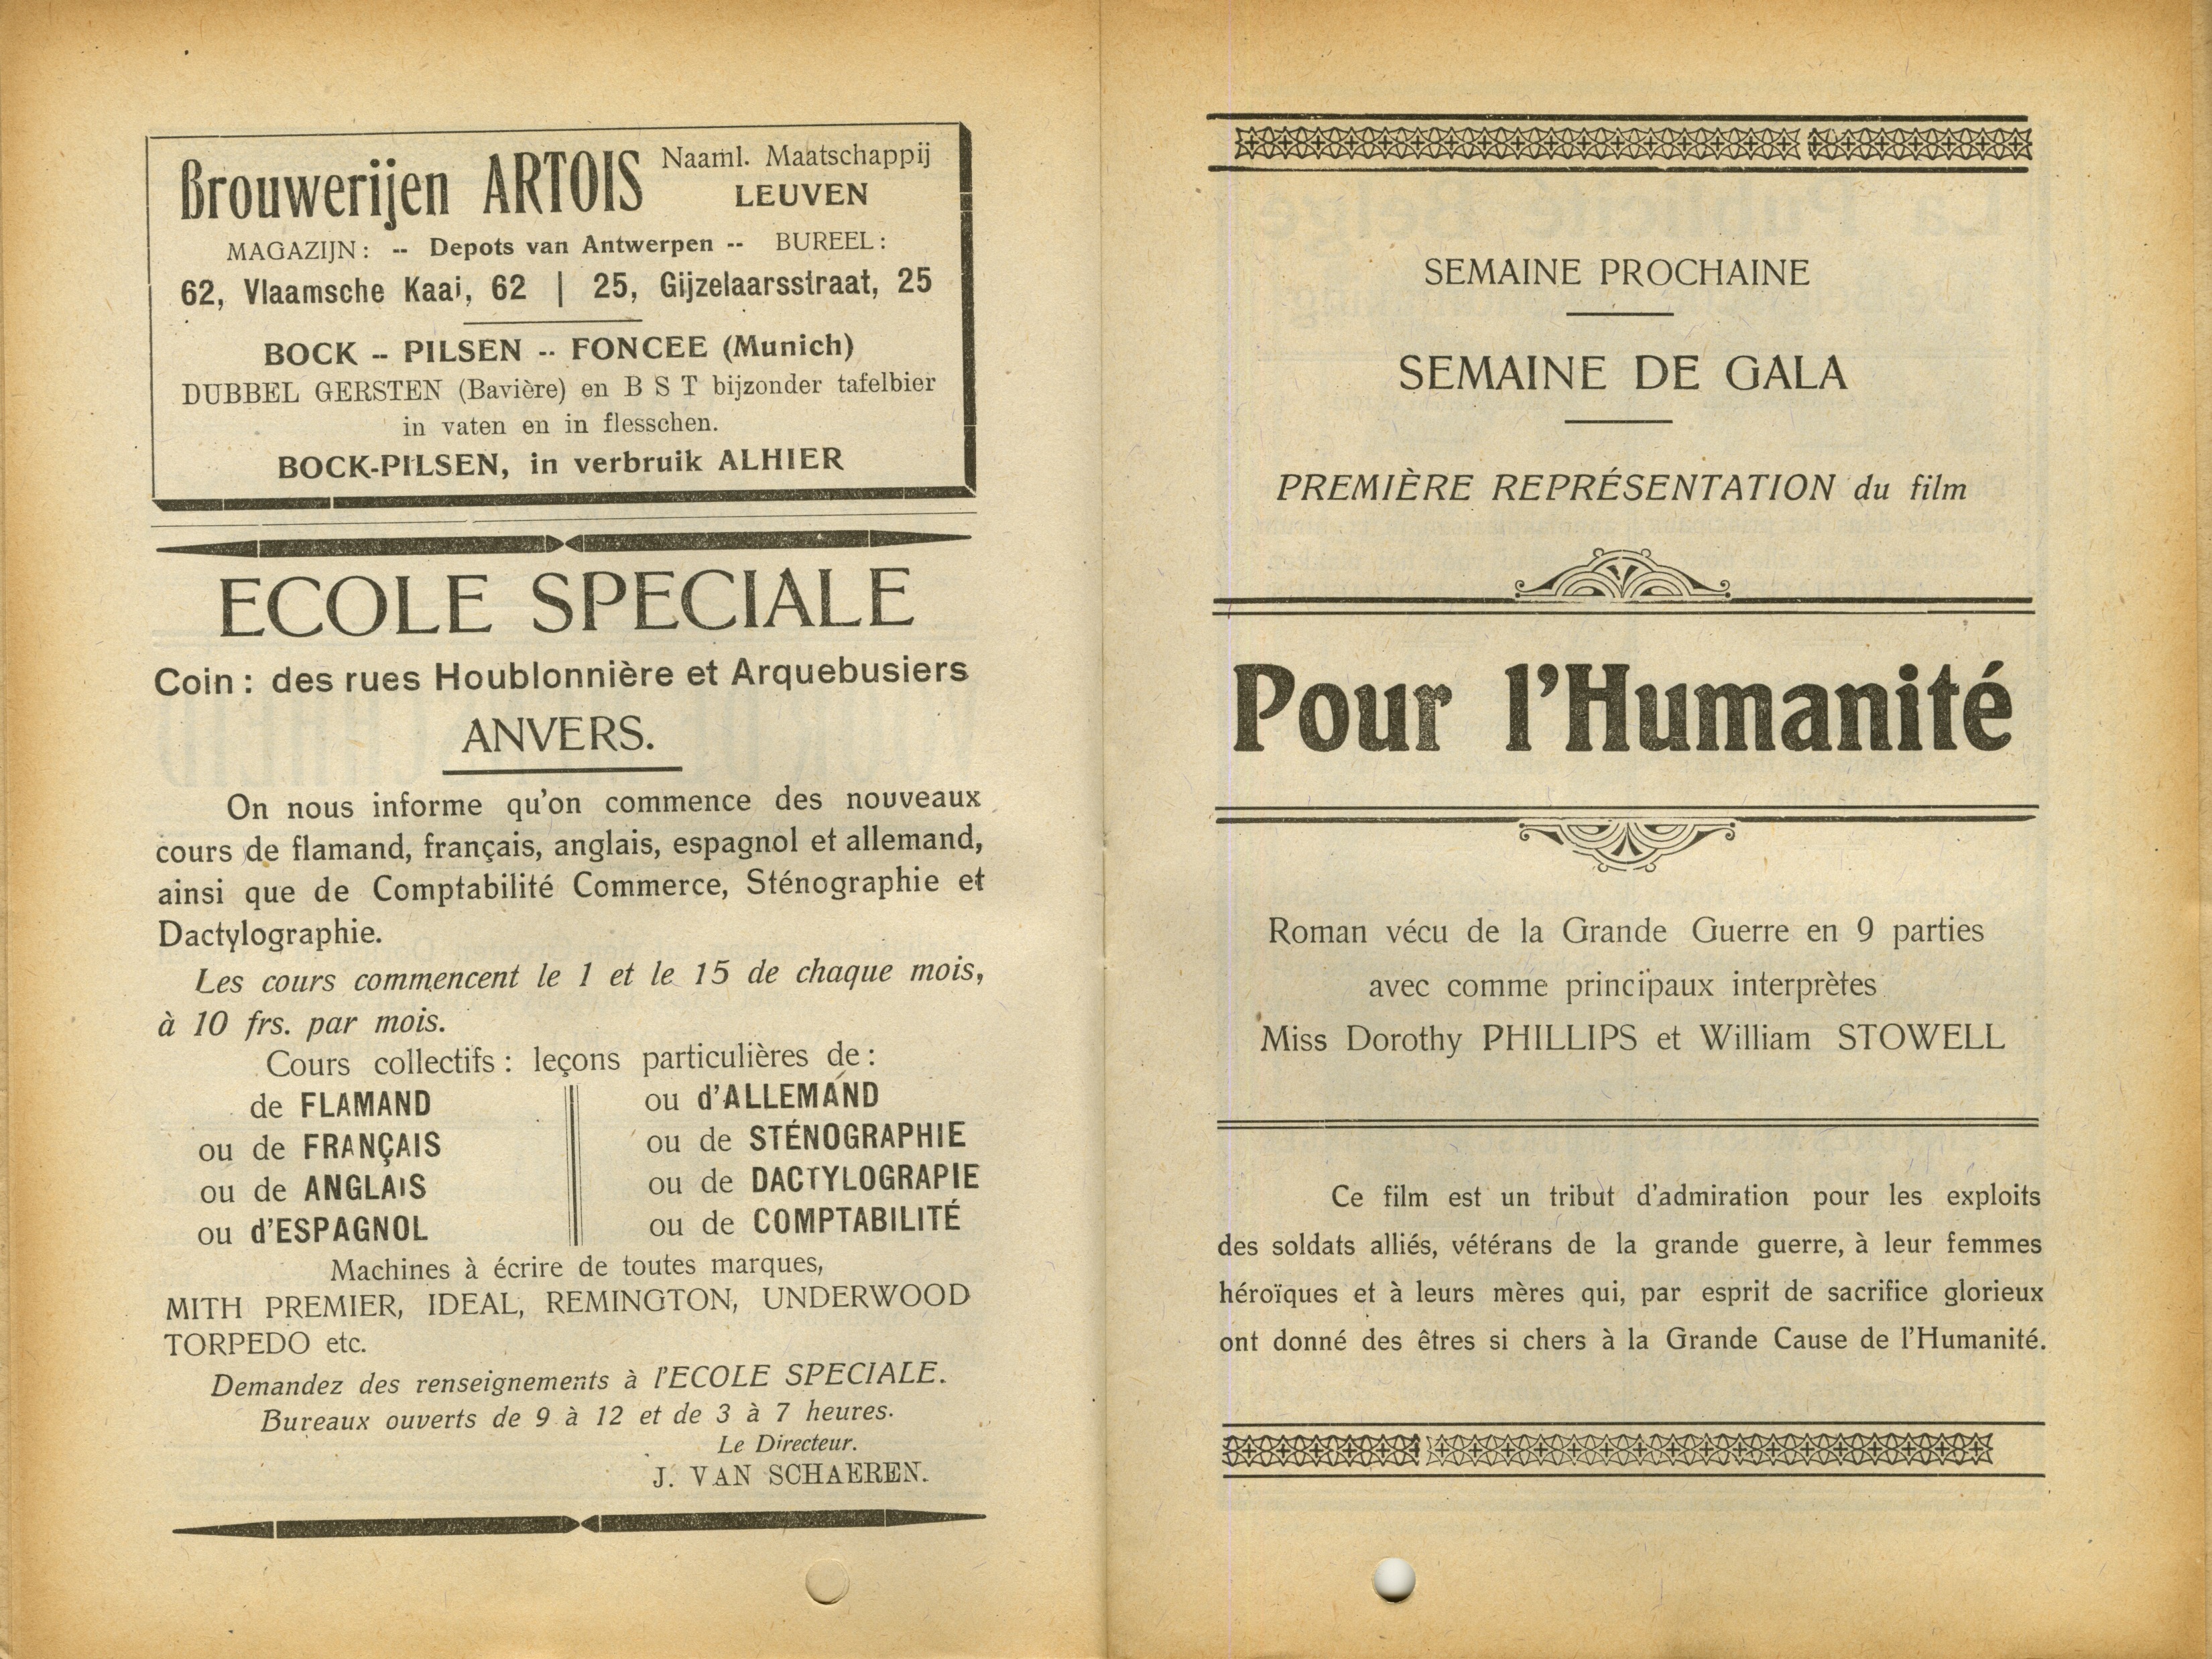 Brouwerijen ARTOIS Naaml. Maatschappij
LEUVEN
MAGAZIJN: -- Depots van Antwerpen -- BUREEL:
62, Vlaamsche Kaai, 62 | 25, Gijzelaarsstraat, 25
BOCK -- PILSEN -- FONCEE (Munich)
DUBBEL GERSTEN (Bavière) en B S T bijzonder tafelbier
in vaten en in flesschen.
BOCK-PILSEN, in verbruik ALHIER
ECOLE SPECIALE
Coin: des rues Houblonnière et Arquebusiers
ANVERS.
On nous informe qu'on commence des nouveaux
cours de flamand, français, anglais, espagnol et allemand,
ainsi que de Comptabilité Commerce, Sténographie et
Dactylographie.
Les cours commencent le 1 et le 15 de chaque mois,
à 10 frs. par mois.
Cours collectifs: leçons particulières de:
de FLAMAND
ou de FRANÇAIS
ou de ANGLAIS
ou d'ESPAGNOL
ou d'ALLEMAND
ou de STÉNOGRAPHIE
ou de DACTYLOGRAPIE
ou de COMPTABILITÉ
Machines à écrire de toutes marques,
MITH PREMIER, IDEAL, REMINGTON, UNDERWOOD
TORPEDO etc.
Demandez des renseignements à l'ECOLE SPECIALE.
Bureaux ouverts de 9 à 12 et de 3 à 7 heures.
Le Directeur.
J. VAN SCHAEREN.
SEMAINE PROCHAINE
SEMAINE DE GALA
PREMIÈRE REPRÉSENTATION du film
Pour l'Humanité
Roman vécu de la Grande Guerre en 9 parties
avec comme principaux interprètes
Miss Dorothy PHILLIPS et William STOWELL
Ce film est un tribut d'admiration pour les exploits
des soldats alliés, vétérans de la grande guerre, à leur femmes
héroïques et à leurs mères qui, par esprit de sacrifice glorieux
ont donné des êtres si chers à la Grande Cause de l'Humanité.